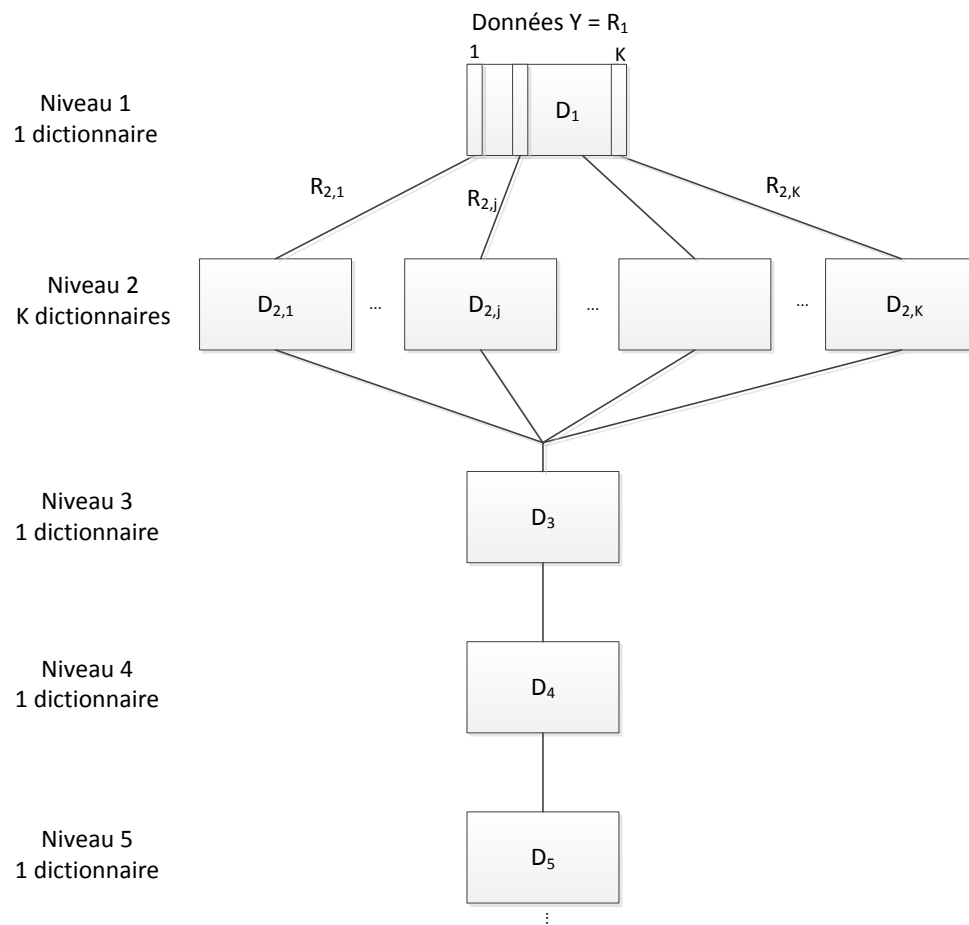 Données Y = R₁
1
K
Niveau 1
1 dictionnaire
D₁
R₂,₁
R₂,ⱼ
R₂,K
Niveau 2
K dictionnaires
D₂,₁
...
D₂,ⱼ
...
...
D₂,K
Niveau 3
1 dictionnaire
D₃
Niveau 4
1 dictionnaire
D₄
Niveau 5
1 dictionnaire
D₅
⋮